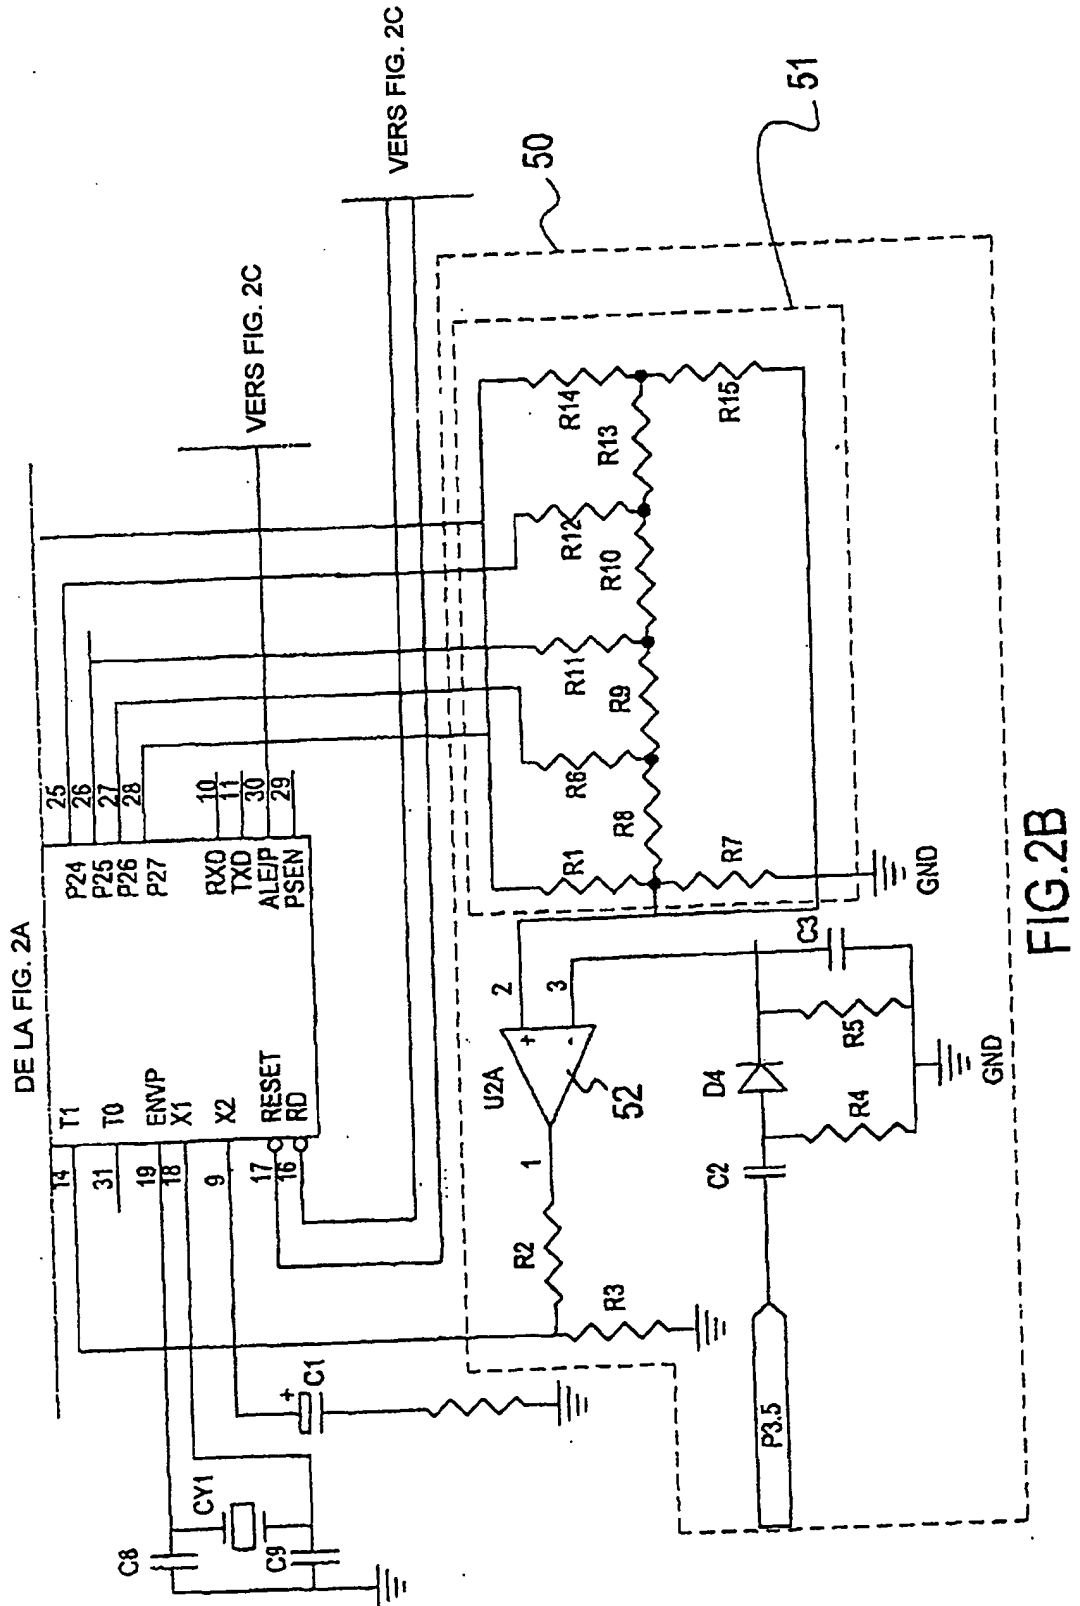 DE LA FIG. 2A
T1
T0
ENVP
X1
X2
RESET
RD
14
31
19
18
9
17
16
P24
P25
P26
P27
RXD
TXD
ALE/P
PSEN
25
26
27
28
10
11
30
29
VERS FIG. 2C
VERS FIG. 2C
50
51
C8
CY1
C9
+
C1
R2
R3
1
U2A
52
+
-
2
3
R1
R8
R7
R6
R9
R11
R10
R12
R13
R14
R15
GND
P3.5
C2
D4
R4
R5
C3
GND
FIG.2B